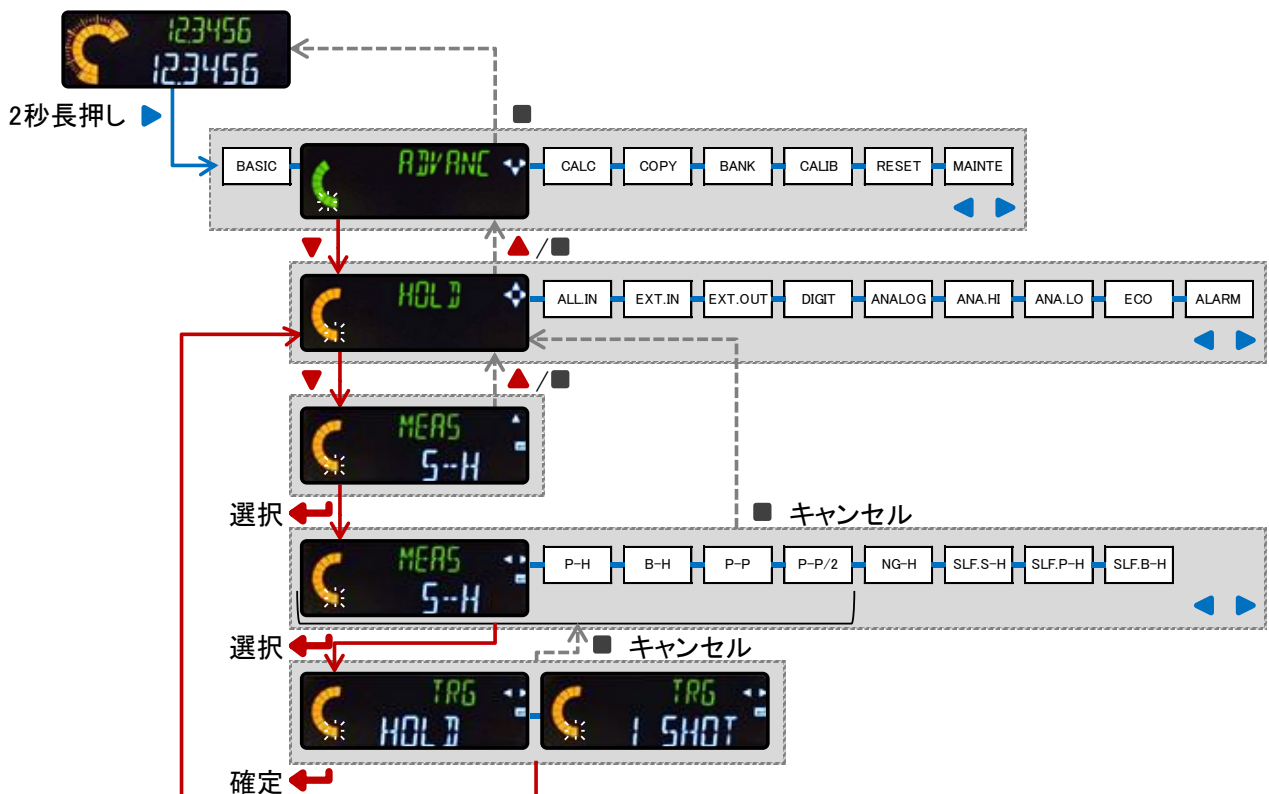 12.3456
12.3456
2秒長押し ▶
■
BASIC ADVANC CALC COPY BANK CALIB RESET MAINTE
◀ ▶
▼ ▲/■
HOLD ALL.IN EXT.IN EXT.OUT DIGIT ANALOG ANA.HI ANA.LO ECO ALARM
◀ ▶
▼ ▲/■
MEAS
S-H
選択 ■ キャンセル
MEAS P-H B-H P-P P-P/2 NG-H SLF.S-H SLF.P-H SLF.B-H
S-H
◀ ▶
選択 ■ キャンセル
TRG TRG
HOLD 1 SHOT
確定